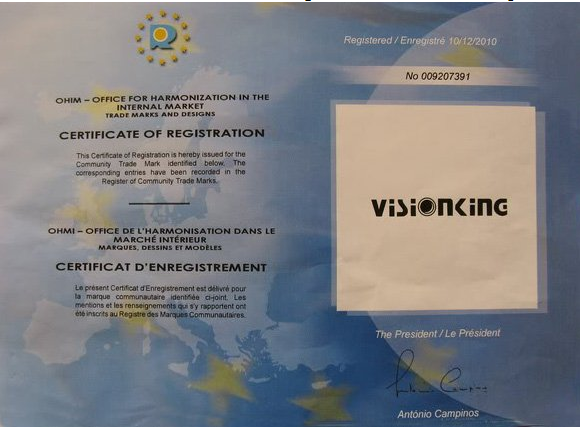 OHIM – OFFICE FOR HARMONIZATION IN THE
INTERNAL MARKET
TRADE MARKS AND DESIGNS
CERTIFICATE OF REGISTRATION
This Certificate of Registration is hereby issued for the
Community Trade Mark identified below. The
corresponding entries have been recorded in the
Register of Community Trade Marks.
OHMI – OFFICE DE L'HARMONISATION DANS LE
MARCHÉ INTÉRIEUR
MARQUES, DESSINS ET MODÈLES
CERTIFICAT D'ENREGISTREMENT
Le présent Certificat d'Enregistrement est délivré pour
la marque communautaire identifiée ci-joint. Les
mentions et les renseignements qui s'y rapportent ont
été inscrits au Registre des Marques Communautaires.
Registered / Enregistré 10/12/2010
No 009207391
VISIONKING
The President / Le Président
António Campinos